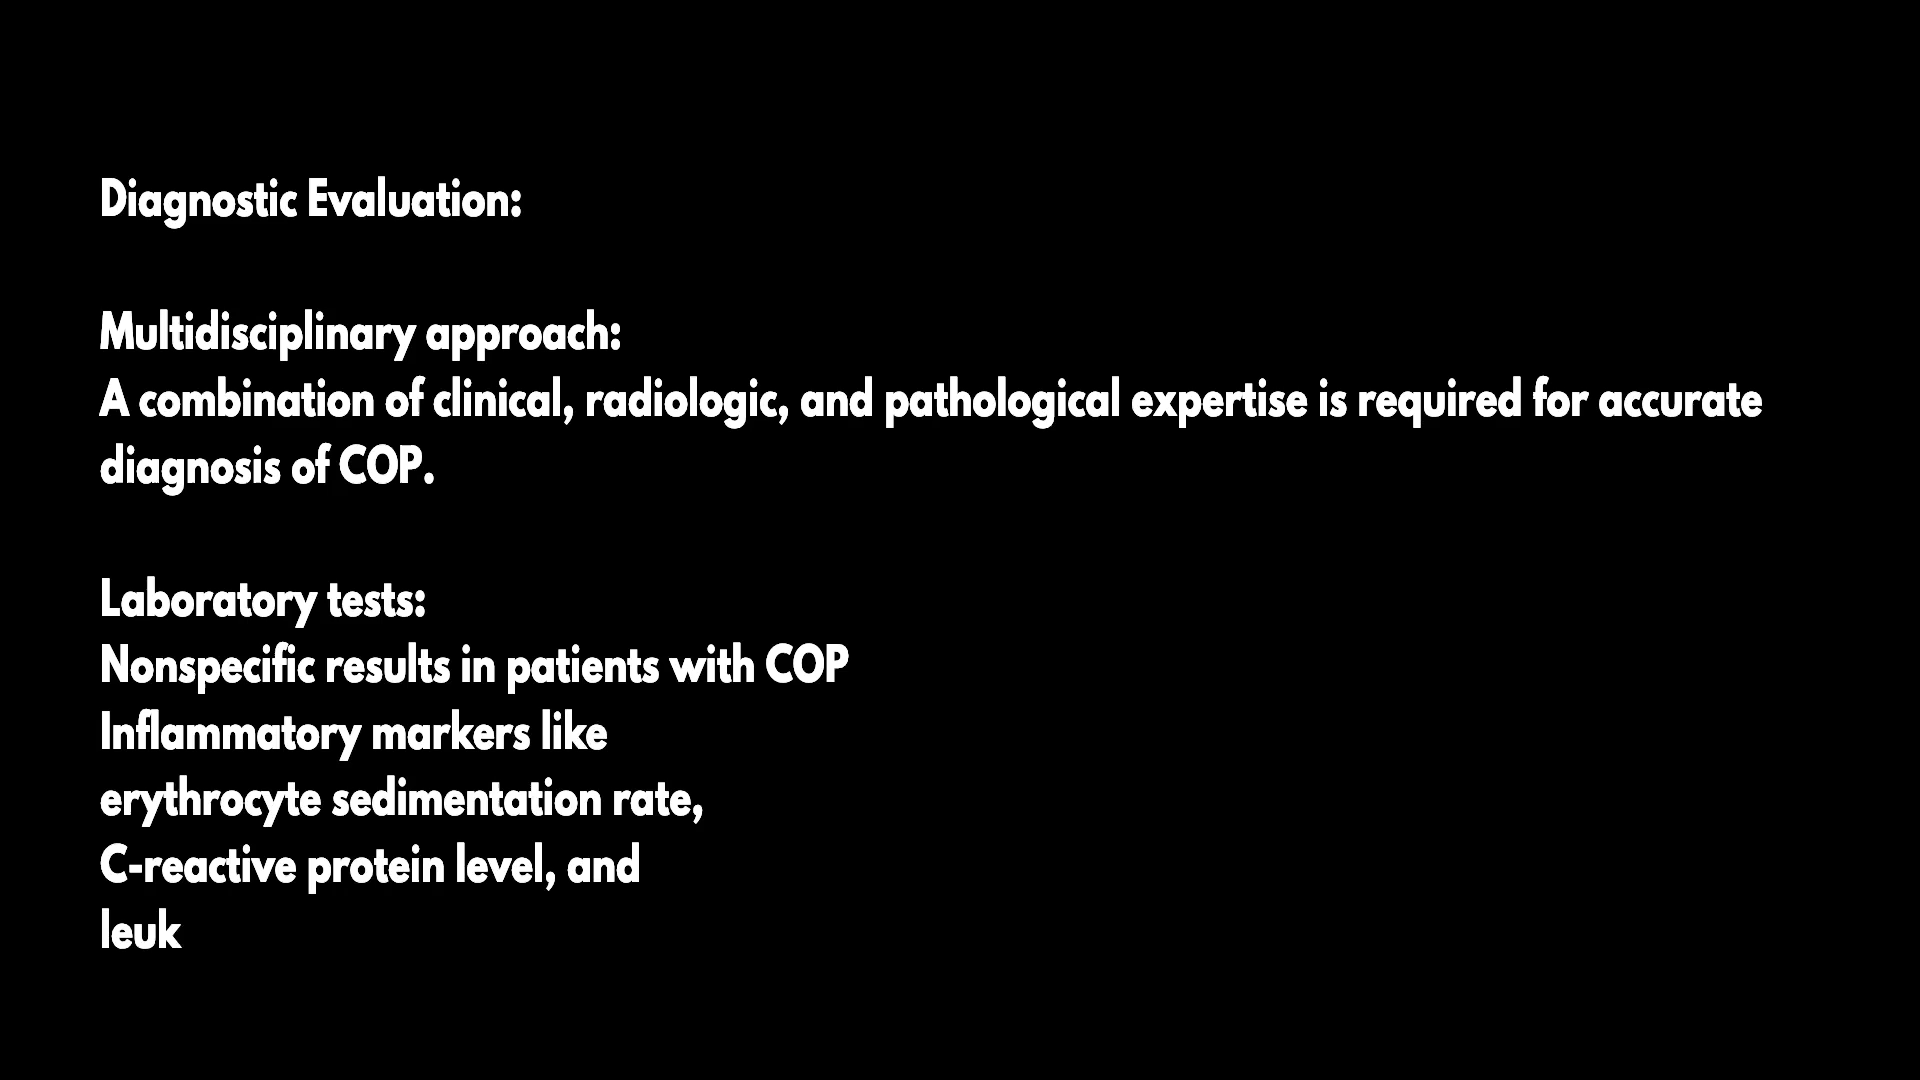 Diagnostic Evaluation:
Multidisciplinary approach:
A combination of clinical, radiologic, and pathological expertise is required for accurate
diagnosis of COP.
Laboratory tests:
Nonspecific results in patients with COP
Inflammatory markers like
erythrocyte sedimentation rate,
C-reactive protein level, and
leuk